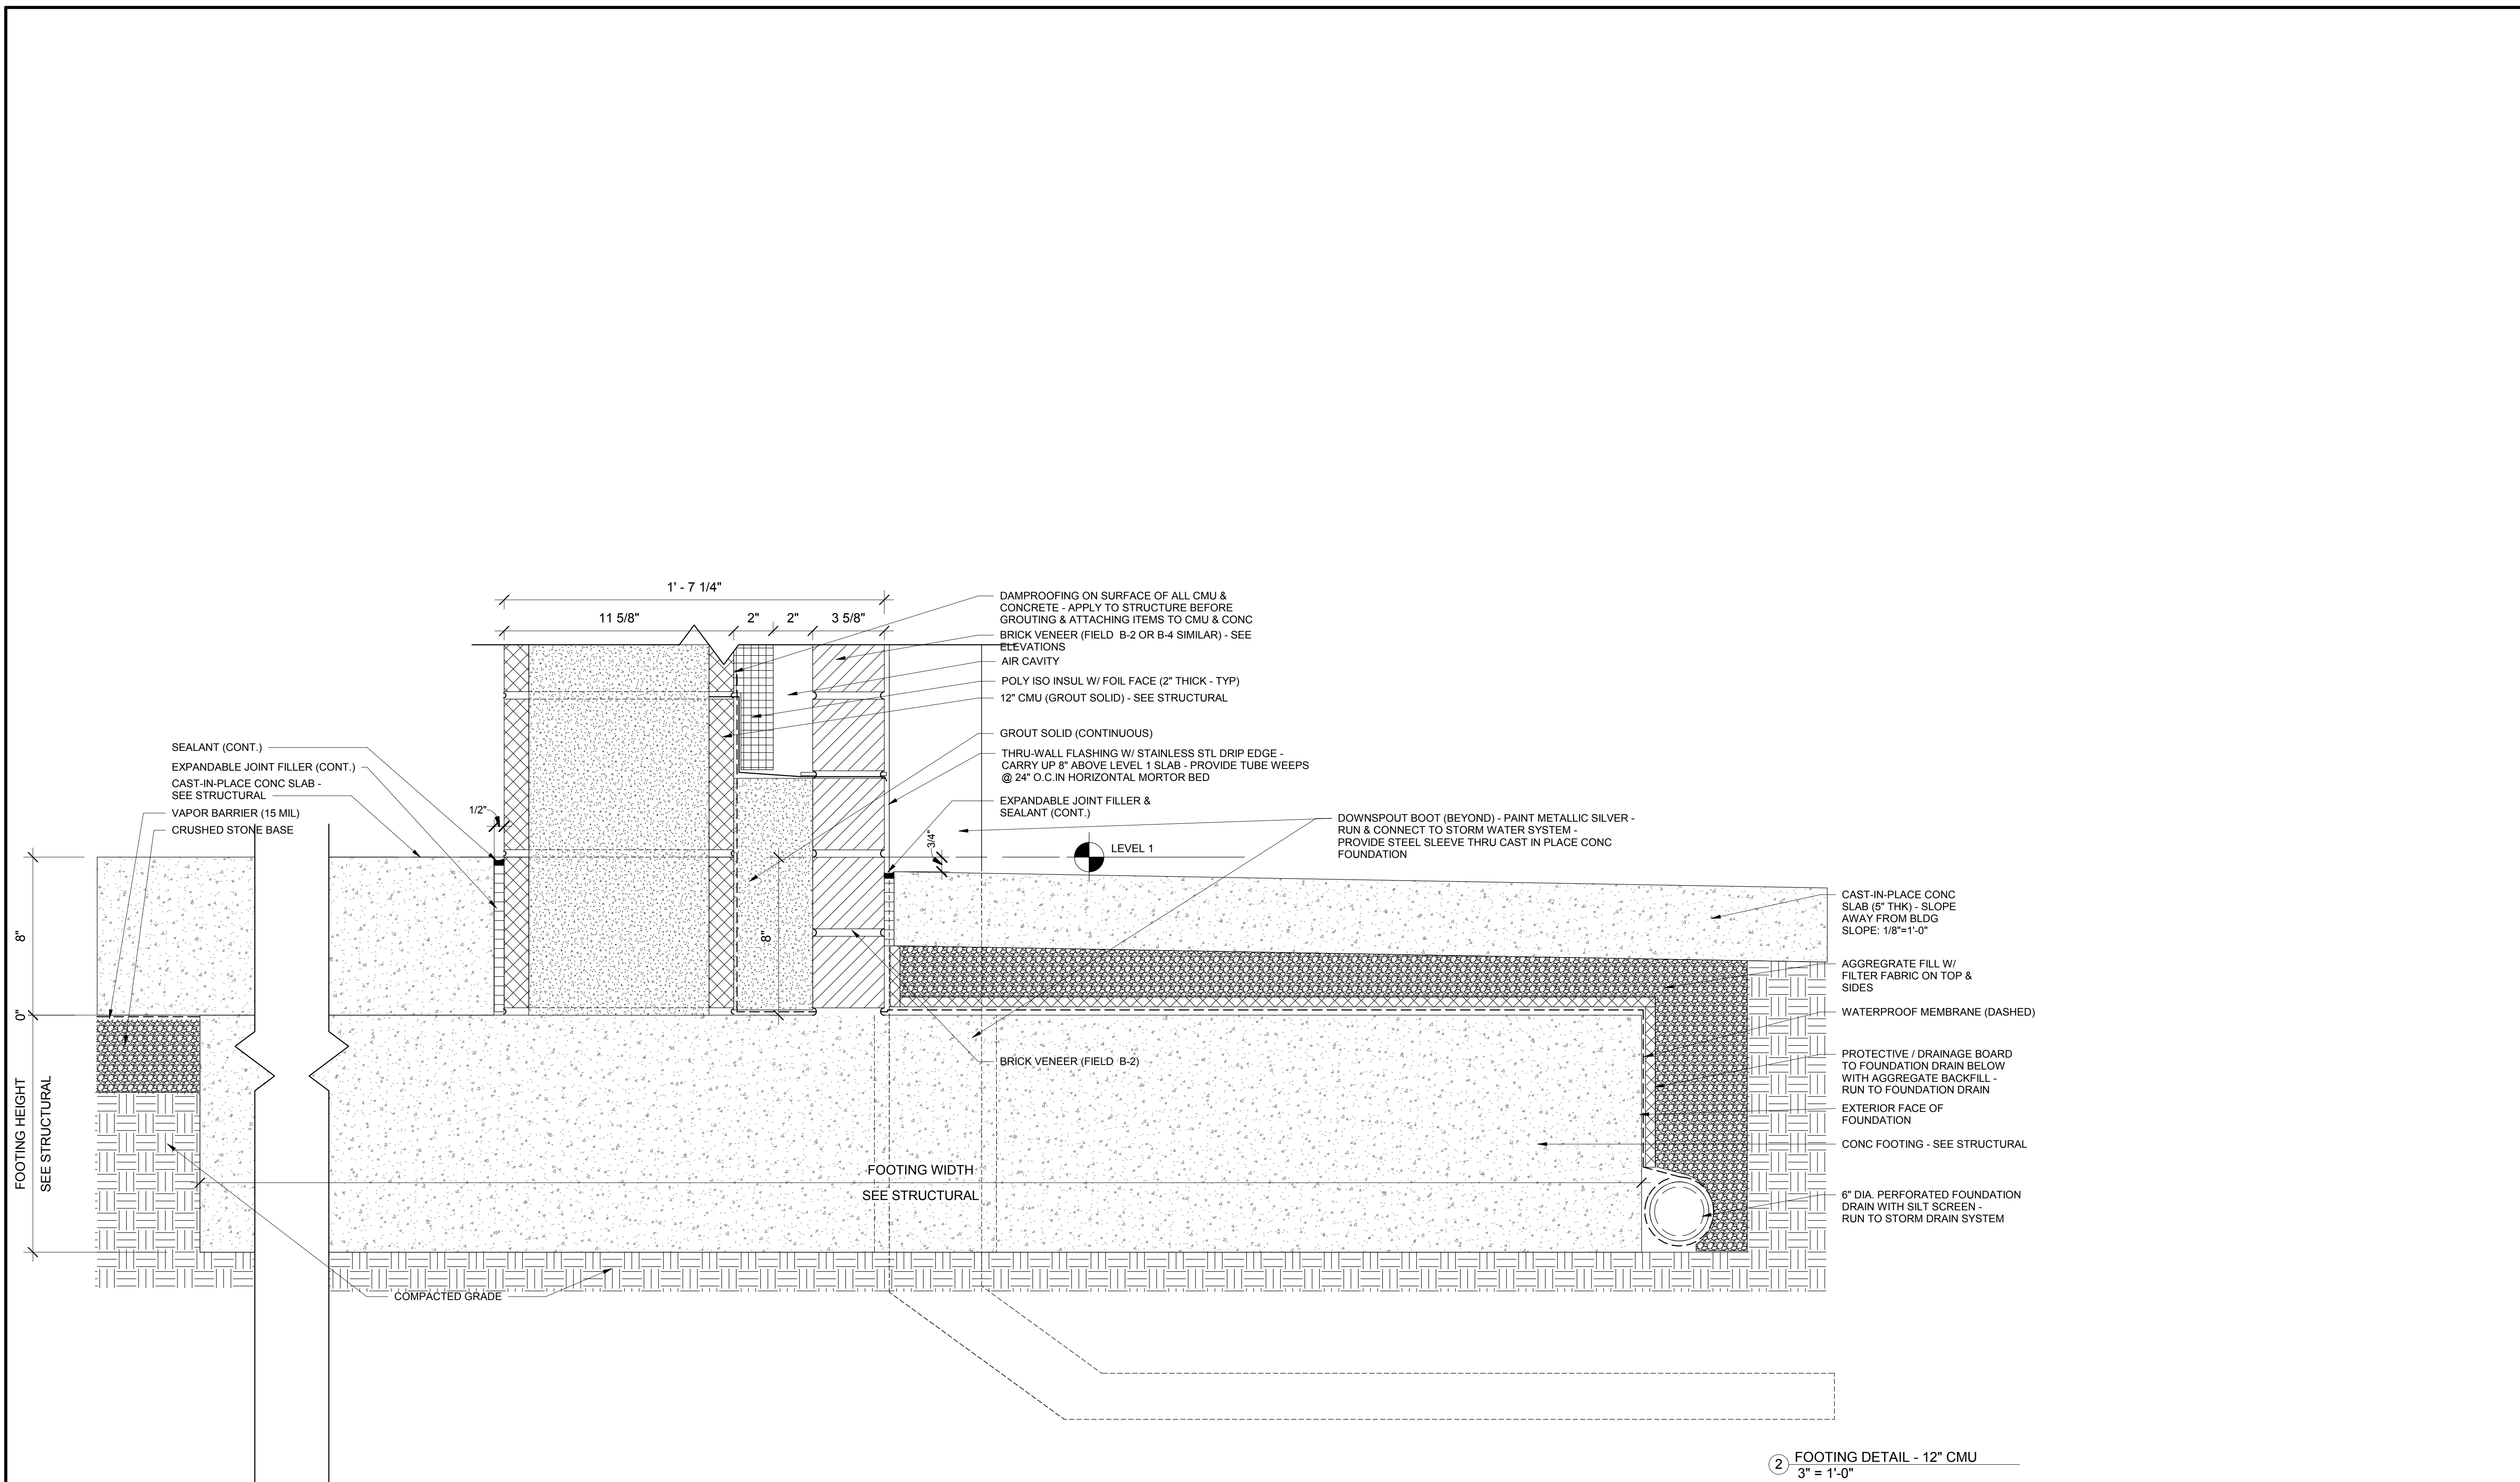 1' - 7 1/4"
11 5/8"
2"
2"
3 5/8"
DAMPROOFING ON SURFACE OF ALL CMU &
CONCRETE - APPLY TO STRUCTURE BEFORE
GROUTING & ATTACHING ITEMS TO CMU & CONC
BRICK VENEER (FIELD  B-2 OR B-4 SIMILAR) - SEE
ELEVATIONS
AIR CAVITY
POLY ISO INSUL W/ FOIL FACE (2" THICK - TYP)
12" CMU (GROUT SOLID) - SEE STRUCTURAL
GROUT SOLID (CONTINUOUS)
THRU-WALL FLASHING W/ STAINLESS STL DRIP EDGE -
CARRY UP 8" ABOVE LEVEL 1 SLAB - PROVIDE TUBE WEEPS
@ 24" O.C.IN HORIZONTAL MORTOR BED
EXPANDABLE JOINT FILLER &
SEALANT (CONT.)
SEALANT (CONT.)
EXPANDABLE JOINT FILLER (CONT.)
CAST-IN-PLACE CONC SLAB -
SEE STRUCTURAL
VAPOR BARRIER (15 MIL)
CRUSHED STONE BASE
1/2"
3/4"
LEVEL 1
DOWNSPOUT BOOT (BEYOND) - PAINT METALLIC SILVER -
RUN & CONNECT TO STORM WATER SYSTEM -
PROVIDE STEEL SLEEVE THRU CAST IN PLACE CONC
FOUNDATION
8"
8"
0"
CAST-IN-PLACE CONC
SLAB (5" THK) - SLOPE
AWAY FROM BLDG
SLOPE: 1/8"=1'-0"
AGGREGRATE FILL W/
FILTER FABRIC ON TOP &
SIDES
WATERPROOF MEMBRANE (DASHED)
PROTECTIVE / DRAINAGE BOARD
TO FOUNDATION DRAIN BELOW
WITH AGGREGATE BACKFILL -
RUN TO FOUNDATION DRAIN
EXTERIOR FACE OF
FOUNDATION
CONC FOOTING - SEE STRUCTURAL
6" DIA. PERFORATED FOUNDATION
DRAIN WITH SILT SCREEN -
RUN TO STORM DRAIN SYSTEM
BRICK VENEER (FIELD  B-2)
FOOTING HEIGHT
SEE STRUCTURAL
FOOTING WIDTH
SEE STRUCTURAL
COMPACTED GRADE
2 FOOTING DETAIL - 12" CMU
3" = 1'-0"